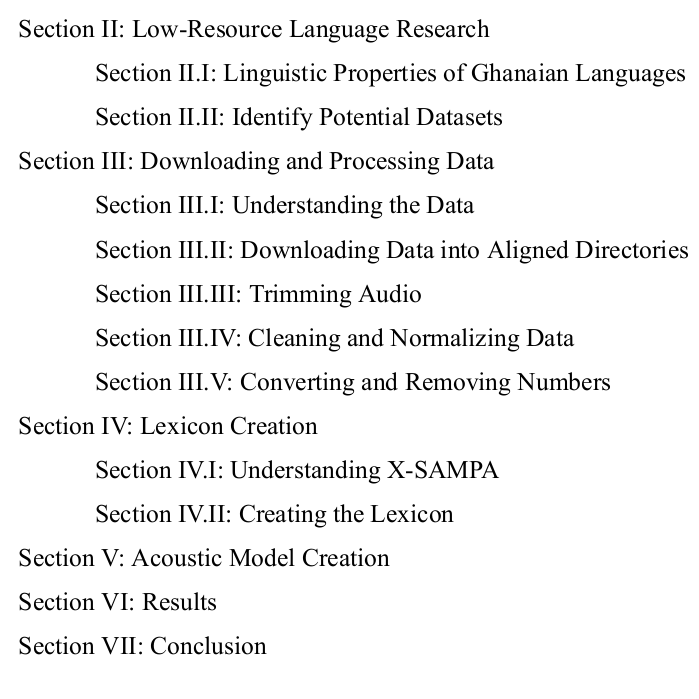 Section II: Low-Resource Language Research
Section II.I: Linguistic Properties of Ghanaian Languages
Section II.II: Identify Potential Datasets
Section III: Downloading and Processing Data
Section III.I: Understanding the Data
Section III.II: Downloading Data into Aligned Directories
Section III.III: Trimming Audio
Section III.IV: Cleaning and Normalizing Data
Section III.V: Converting and Removing Numbers
Section IV: Lexicon Creation
Section IV.I: Understanding X-SAMPA
Section IV.II: Creating the Lexicon
Section V: Acoustic Model Creation
Section VI: Results
Section VII: Conclusion